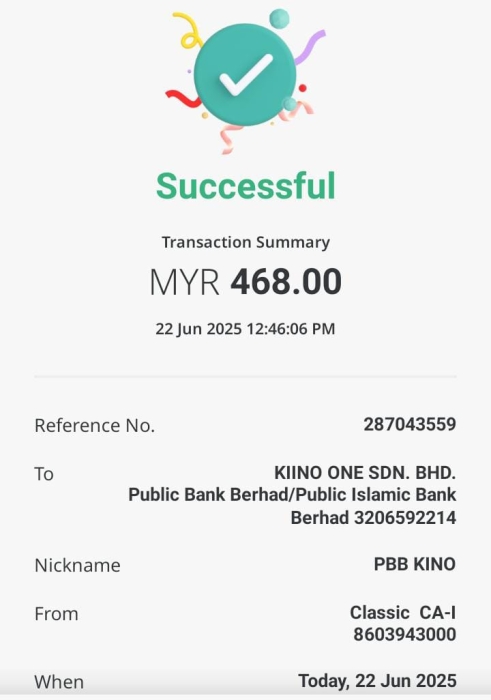 Successful
Transaction Summary
MYR 468.00
22 Jun 2025 12:46:06 PM
Reference No. 287043559
To KIINO ONE SDN. BHD.
Public Bank Berhad/Public Islamic Bank
Berhad 3206592214
Nickname PBB KINO
From Classic CA-I
8603943000
When Today, 22 Jun 2025